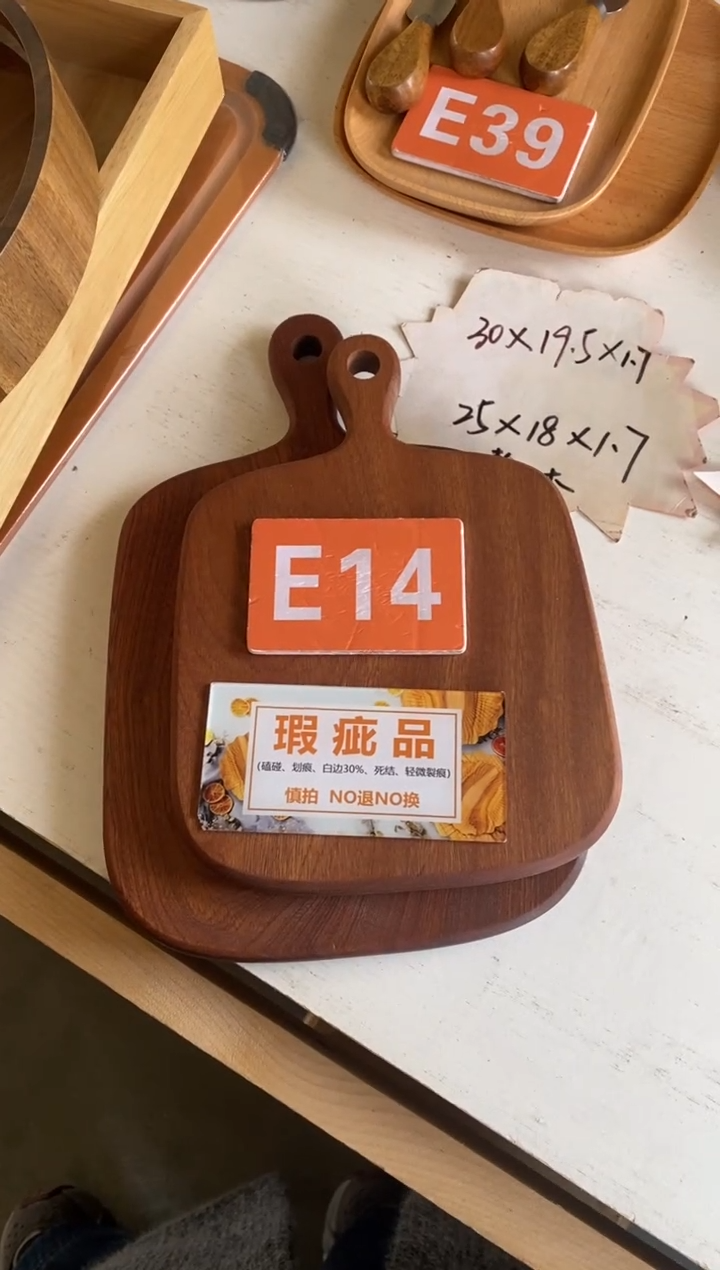 E39
30×19.5×1.7
25×18×1.7
E14
瑕疵品
(磕碰、划痕、白边30%、死结、轻微裂痕)
慎拍 NO退NO换